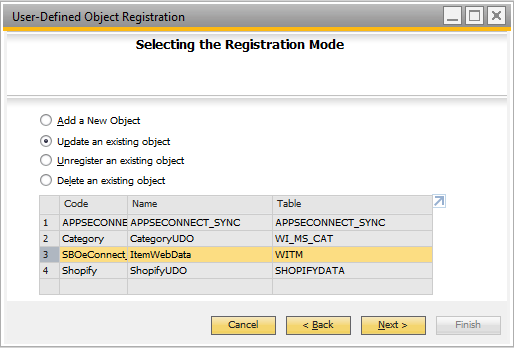 User-Defined Object Registration
Selecting the Registration Mode
Add a New Object
Update an existing object
Unregister an existing object
Delete an existing object
Code Name Table
1 APPSECONNE APPSECONNECT_SYNC APPSECONNECT_SYNC
2 Category CategoryUDO WI_MS_CAT
3 SBOeConnect_ ItemWebData WITM
4 Shopify ShopifyUDO SHOPIFYDATA
Cancel < Back Next > Finish